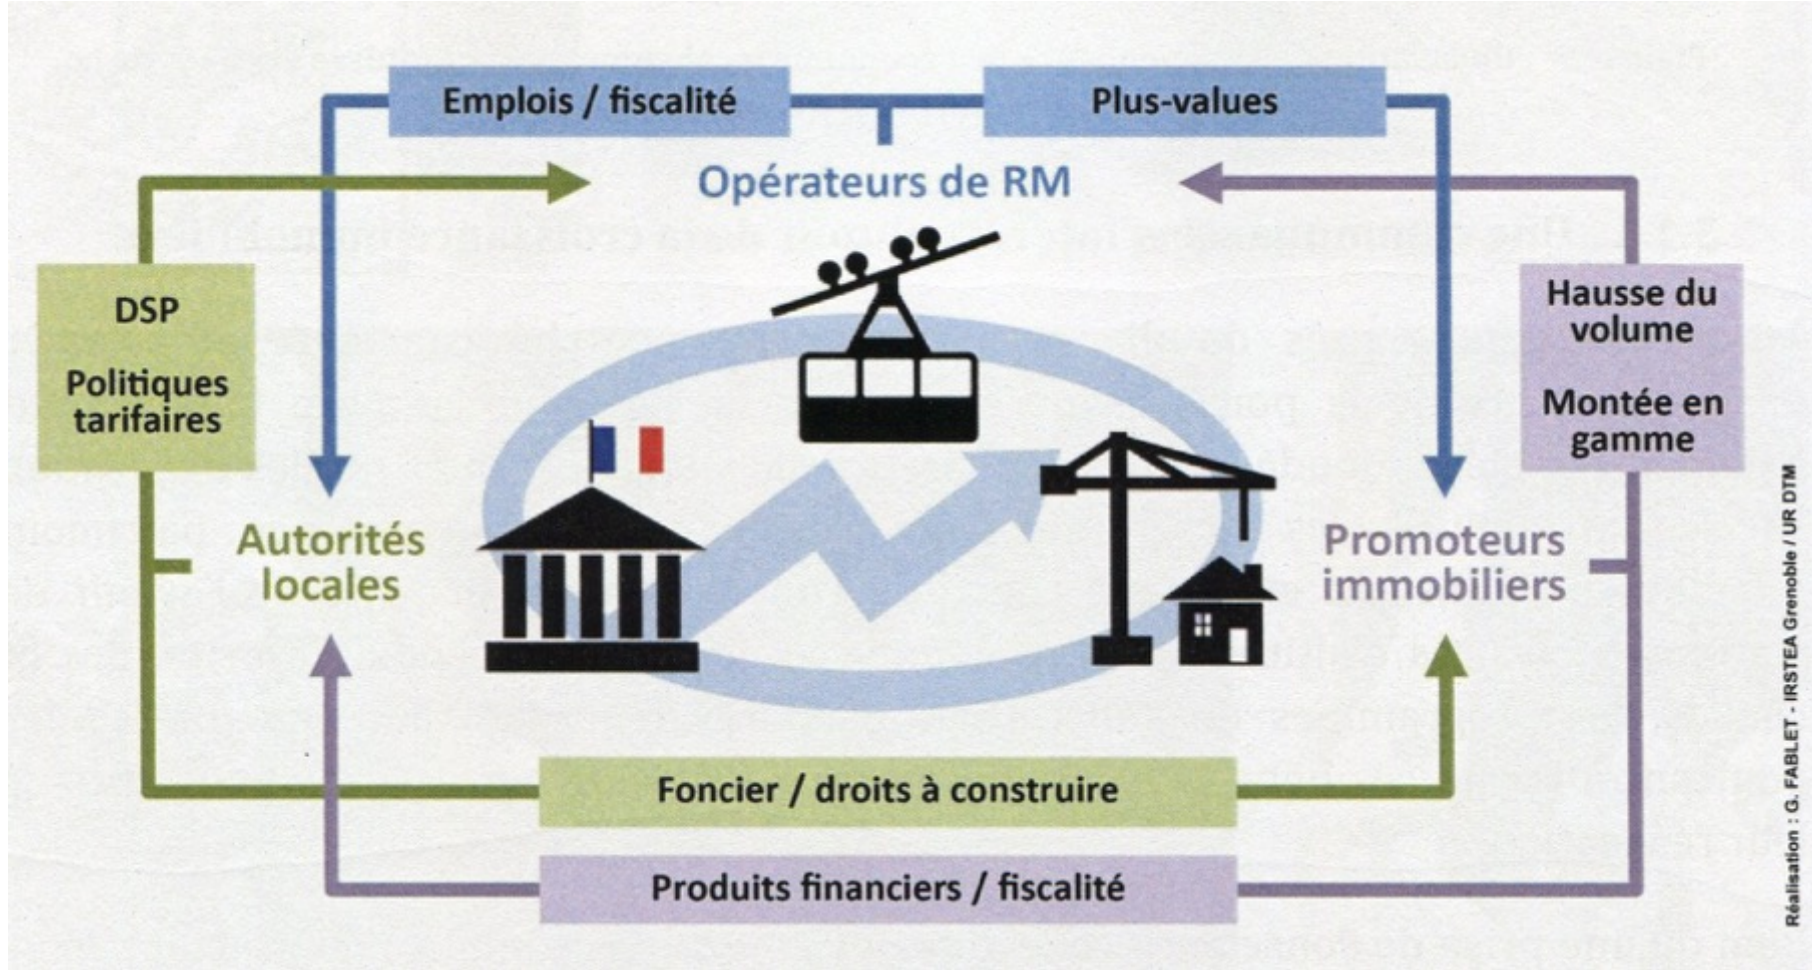 Emplois / fiscalité
Plus-values
Opérateurs de RM
DSP
Politiques
tarifaires
Hausse du
volume
Montée en
gamme
Autorités
locales
Promoteurs
immobiliers
Foncier / droits à construire
Produits financiers / fiscalité
Réalisation : G. FABLET - IRSTEA Grenoble / UR DTM